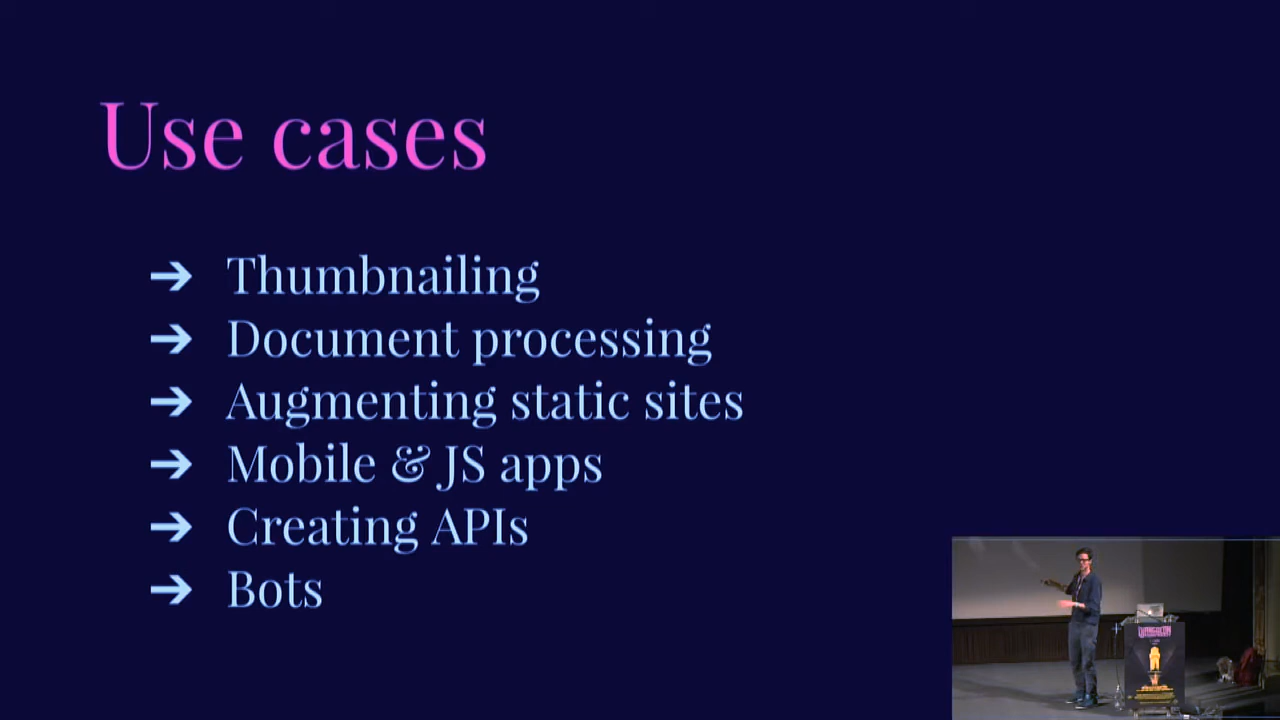 Use cases
➔ Thumbnailing
➔ Document processing
➔ Augmenting static sites
➔ Mobile & JS apps
➔ Creating APIs
➔ Bots